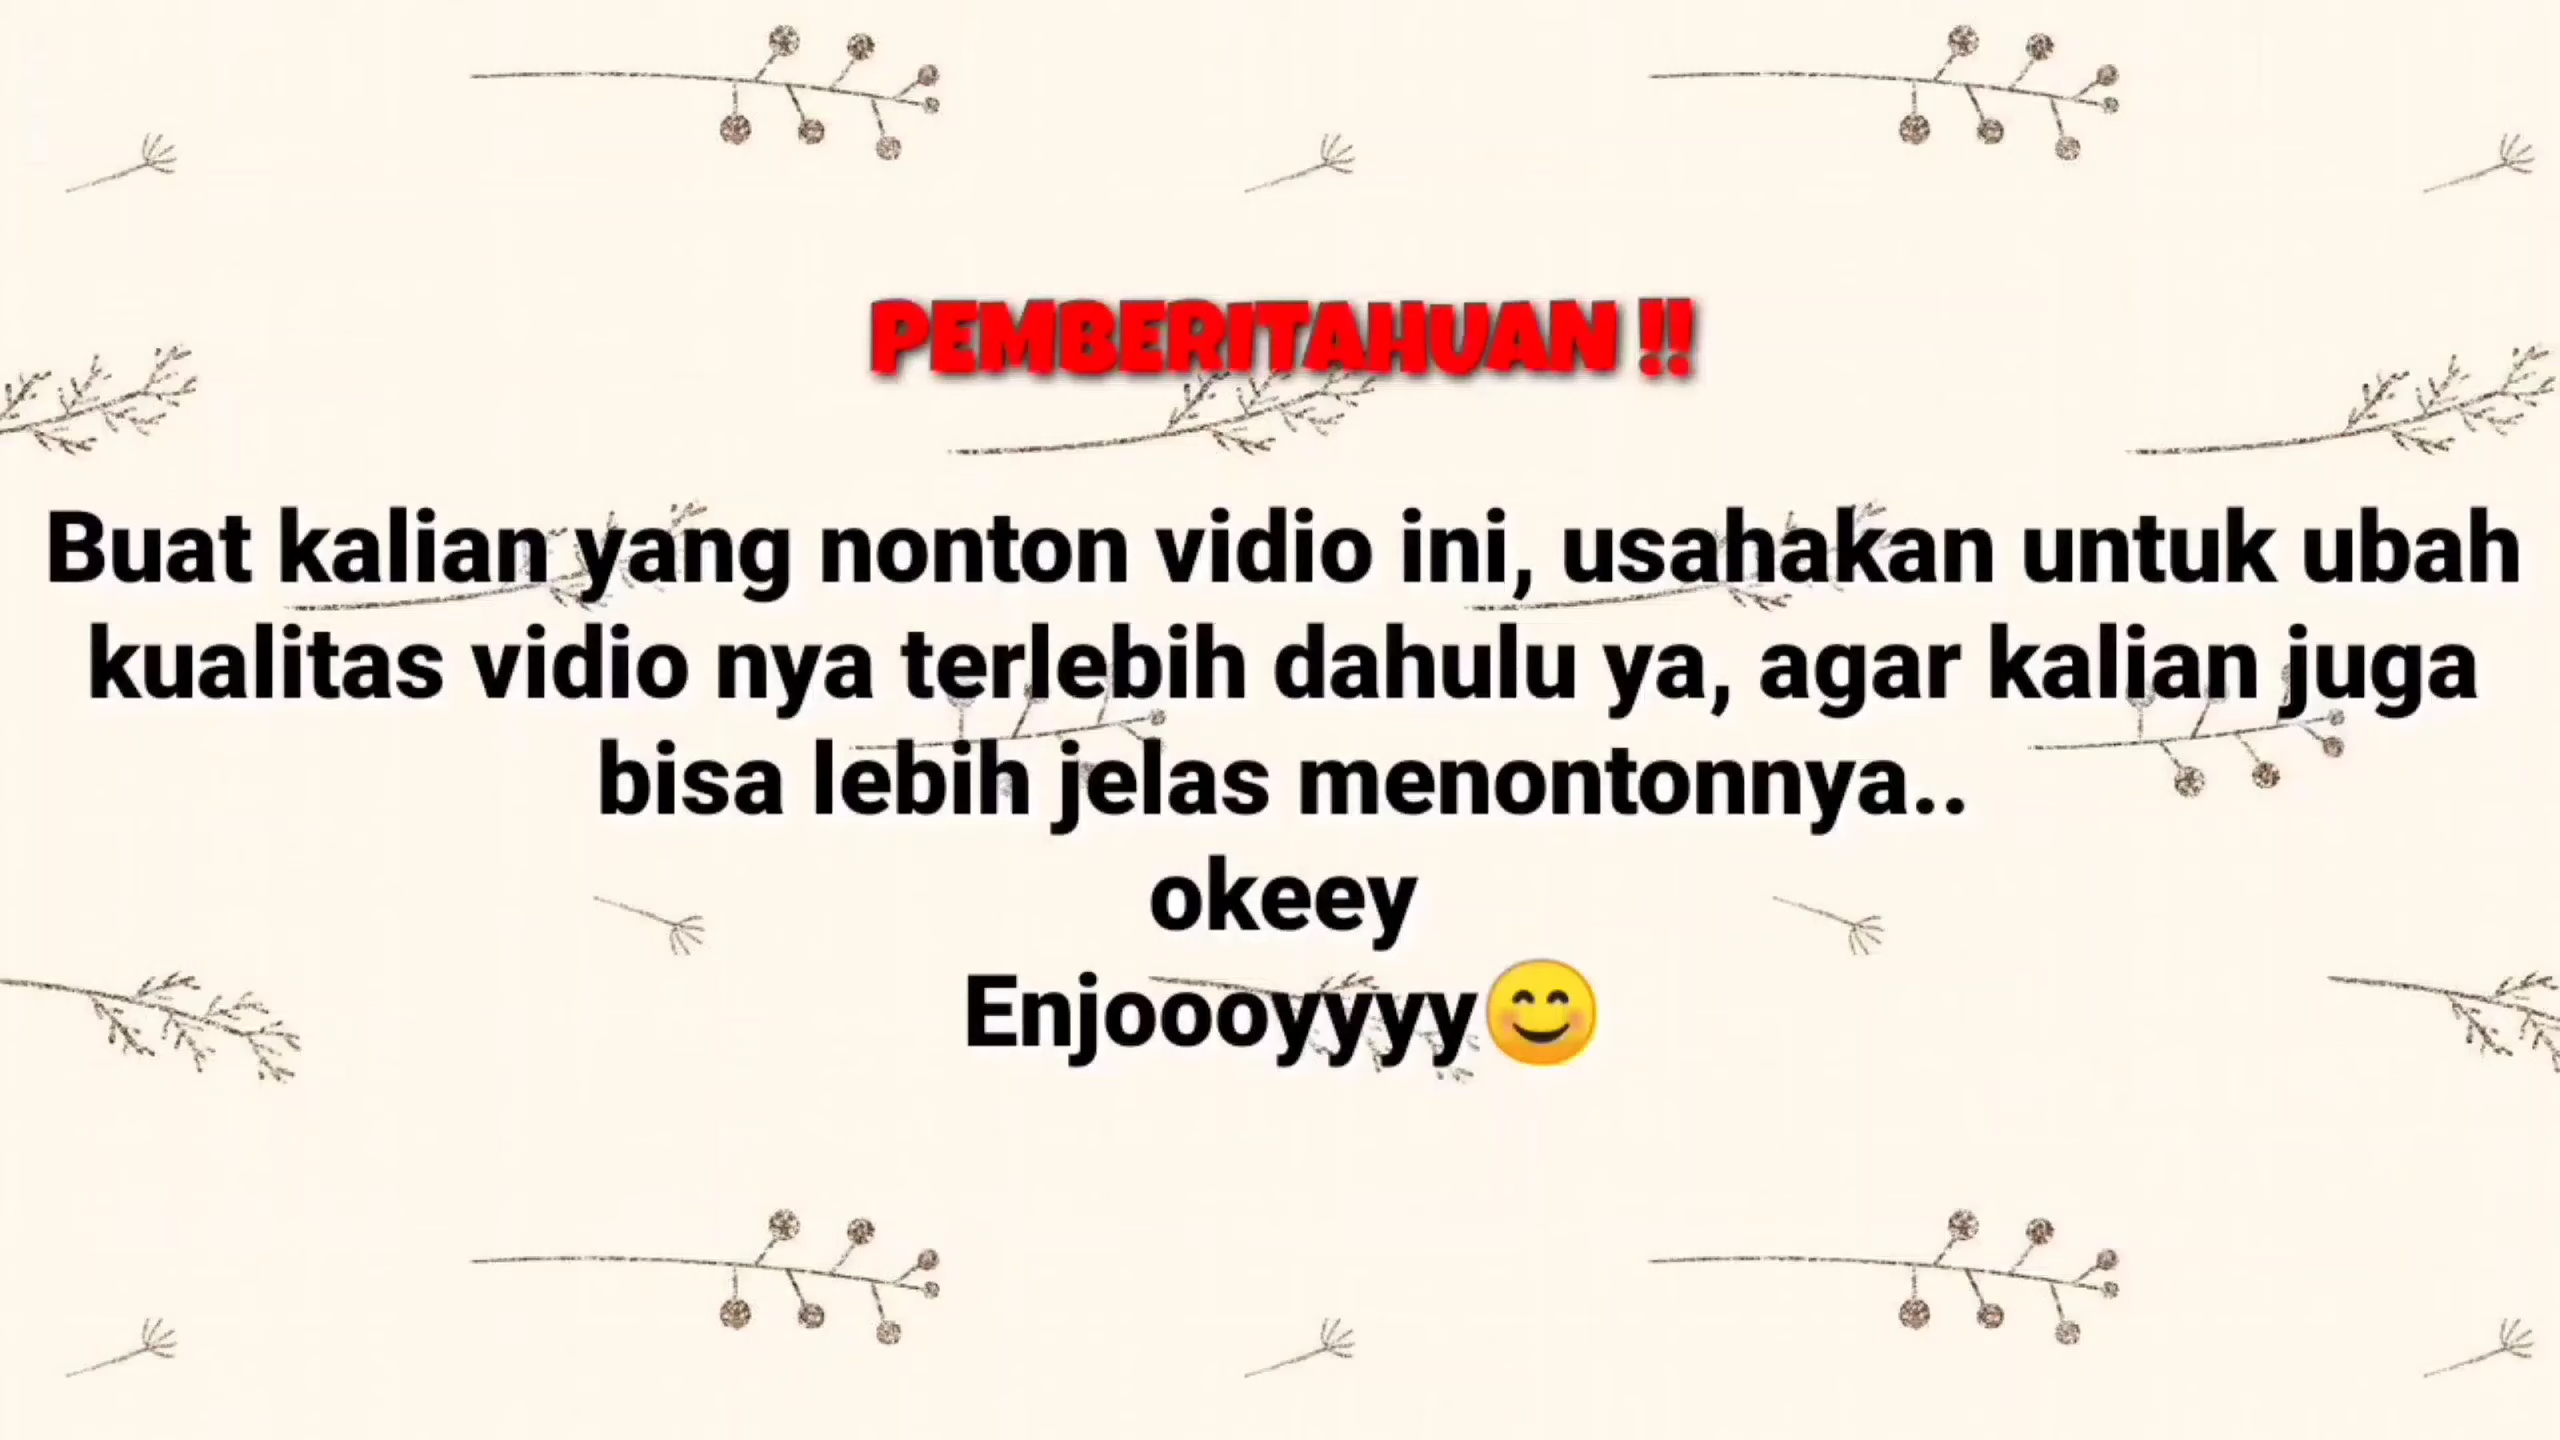 PEMBERITAHUAN !!
Buat kalian yang nonton vidio ini, usahakan untuk ubah
kualitas vidio nya terlebih dahulu ya, agar kalian juga
bisa lebih jelas menontonnya..
okeey
Enjoooyyyy😊